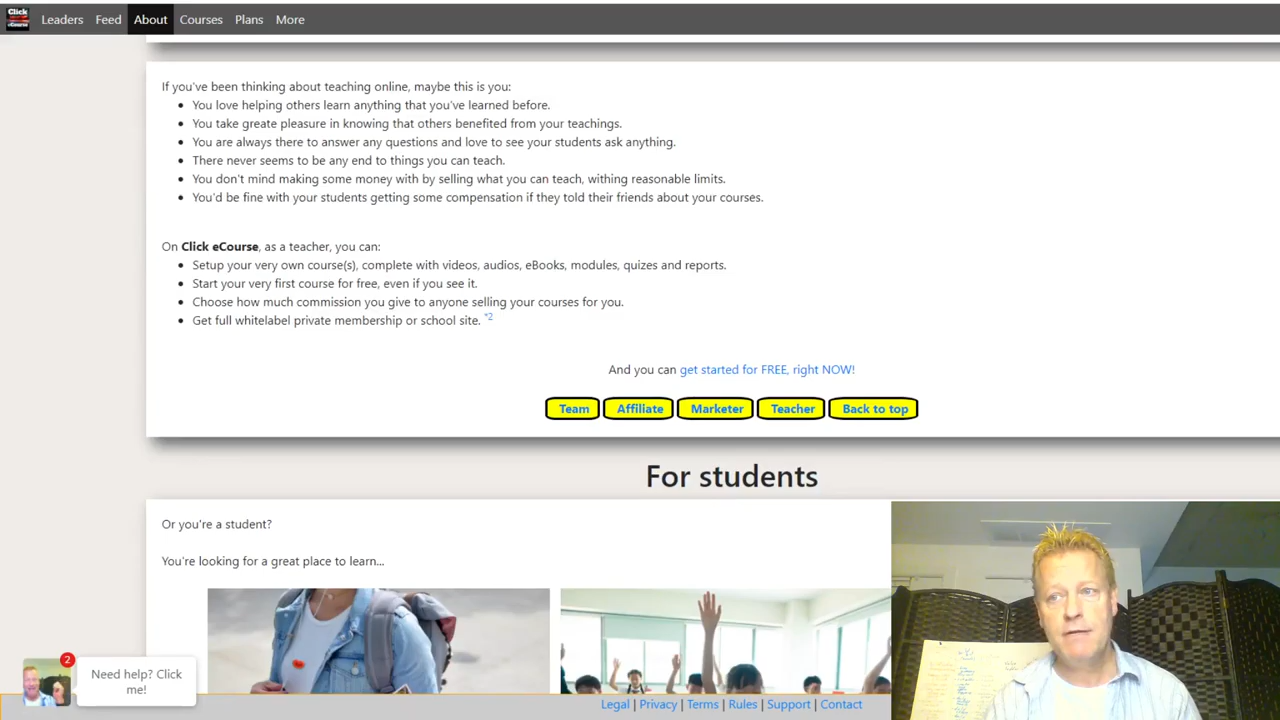 Click
eCourse
Leaders Feed About Courses Plans More
If you've been thinking about teaching online, maybe this is you:
You love helping others learn anything that you've learned before.
You take greate pleasure in knowing that others benefited from your teachings.
You are always there to answer any questions and love to see your students ask anything.
There never seems to be any end to things you can teach.
You don't mind making some money with by selling what you can teach, withing reasonable limits.
You'd be fine with your students getting some compensation if they told their friends about your courses.
On Click eCourse, as a teacher, you can:
Setup your very own course(s), complete with videos, audios, eBooks, modules, quizes and reports.
Start your very first course for free, even if you see it.
Choose how much commission you give to anyone selling your courses for you.
Get full whitelabel private membership or school site. *2
And you can get started for FREE, right NOW!
Team Affiliate Marketer Teacher Back to top
For students
Or you're a student?
You're looking for a great place to learn...
2
Need help? Click
me!
Legal | Privacy | Terms | Rules | Support | Contact